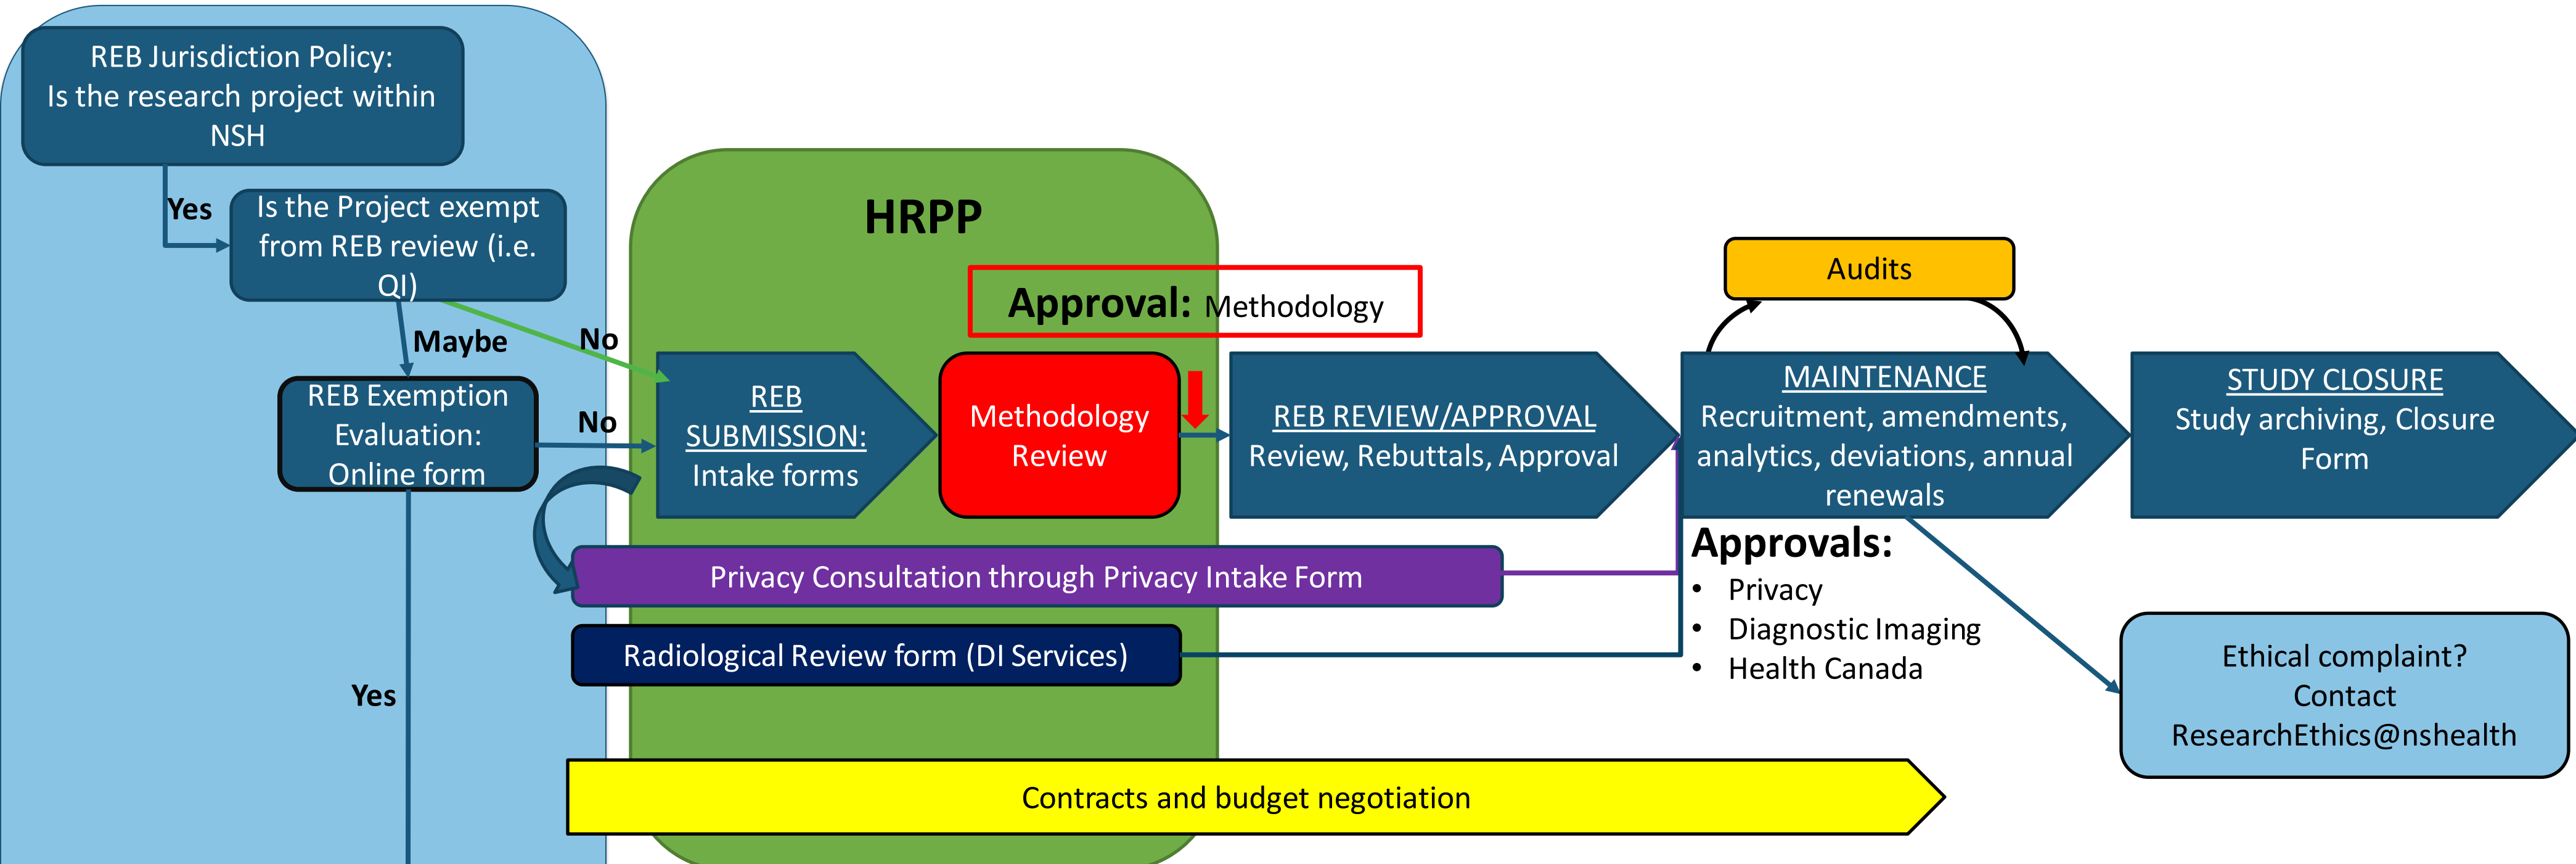 REB Jurisdiction Policy:
Is the research project within
NSH
Yes
Is the Project exempt
from REB review (i.e.
QI)
Maybe
No
REB Exemption
Evaluation:
Online form
No
Yes
HRPP
Approval: Methodology
REB
SUBMISSION:
Intake forms
Methodology
Review
REB REVIEW/APPROVAL
Review, Rebuttals, Approval
Audits
MAINTENANCE
Recruitment, amendments,
analytics, deviations, annual
renewals
STUDY CLOSURE
Study archiving, Closure
Form
Privacy Consultation through Privacy Intake Form
Radiological Review form (DI Services)
Approvals:
• Privacy
• Diagnostic Imaging
• Health Canada
Ethical complaint?
Contact
ResearchEthics@nshealth
Contracts and budget negotiation